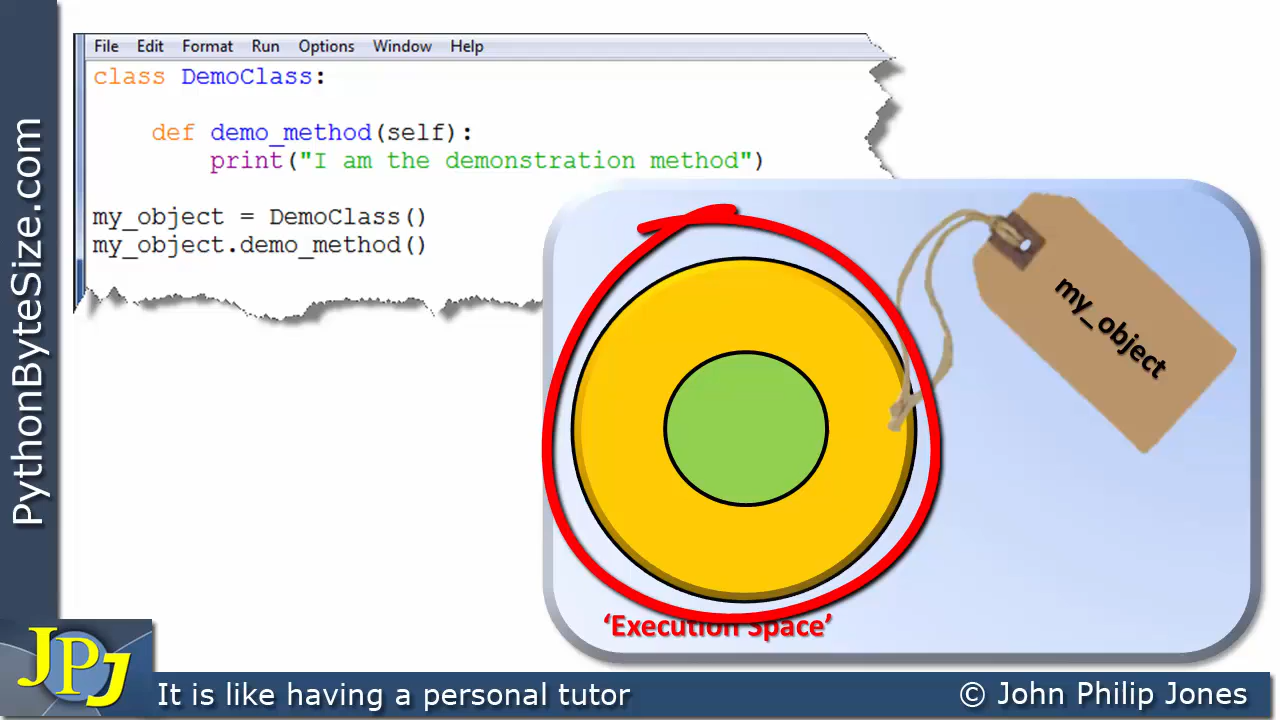 PythonByteSize.com
File Edit Format Run Options Window Help
class DemoClass:
def demo_method(self):
print("I am the demonstration method")
my_object = DemoClass()
my_object.demo_method()
my_object
‘Execution Space’
JPJ
It is like having a personal tutor
© John Philip Jones